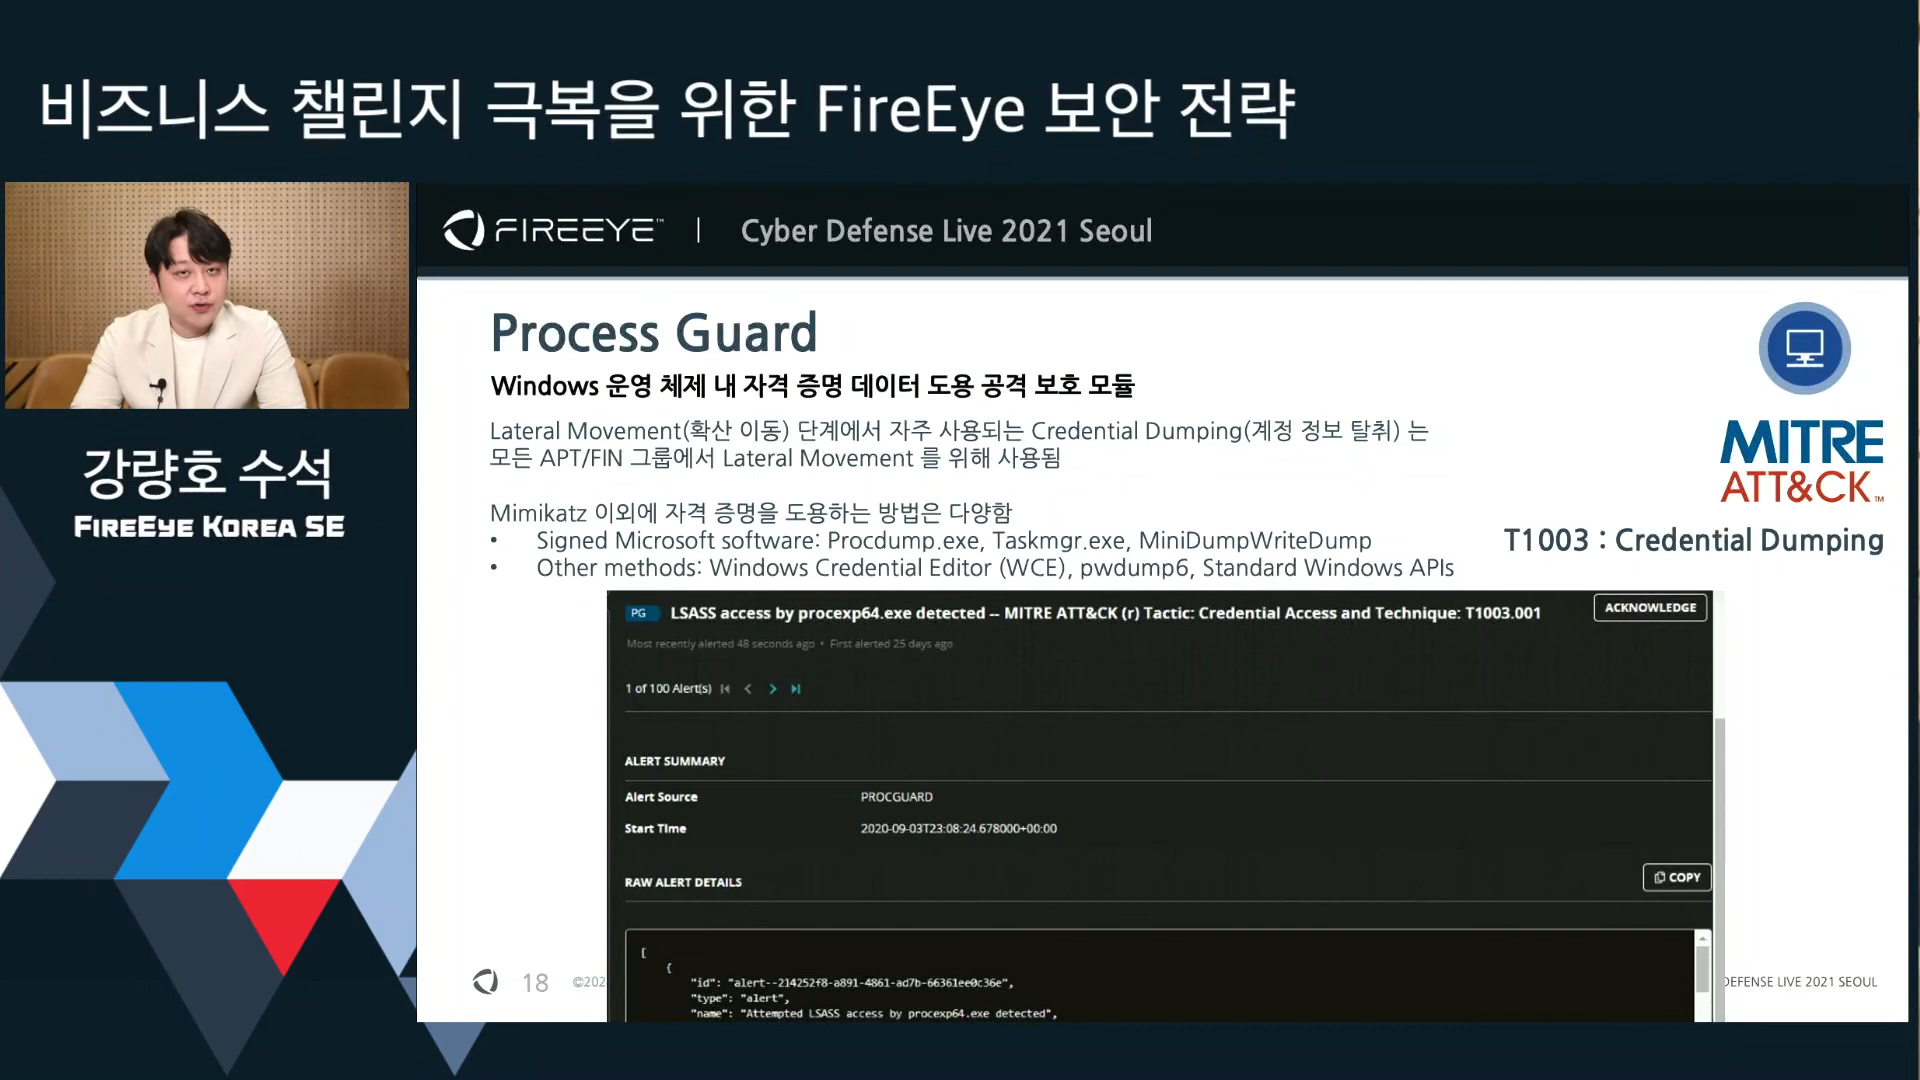 비즈니스 챌린지 극복을 위한 FireEye 보안 전략
강량호 수석
FireEye Korea SE
FIREEYE™ | Cyber Defense Live 2021 Seoul
Process Guard
Windows 운영 체제 내 자격 증명 데이터 도용 공격 보호 모듈
Lateral Movement(확산 이동) 단계에서 자주 사용되는 Credential Dumping(계정 정보 탈취) 는
모든 APT/FIN 그룹에서 Lateral Movement 를 위해 사용됨
Mimikatz 이외에 자격 증명을 도용하는 방법은 다양함
• Signed Microsoft software: Procdump.exe, Taskmgr.exe, MiniDumpWriteDump
• Other methods: Windows Credential Editor (WCE), pwdump6, Standard Windows APIs
MITRE
ATT&CK™
T1003 : Credential Dumping
PG LSASS access by procexp64.exe detected -- MITRE ATT&CK (r) Tactic: Credential Access and Technique: T1003.001
ACKNOWLEDGE
Most recently alerted 48 seconds ago • First alerted 25 days ago
1 of 100 Alert(s)
ALERT SUMMARY
Alert Source PROCGUARD
Start Time 2020-09-03T23:08:24.678000+00:00
RAW ALERT DETAILS
COPY
[
{
"id": "alert--214252f8-a891-4861-ad7b-66361ee0c36e",
"type": "alert",
"name": "Attempted LSASS access by procexp64.exe detected",
18 ©202
DEFENSE LIVE 2021 SEOUL